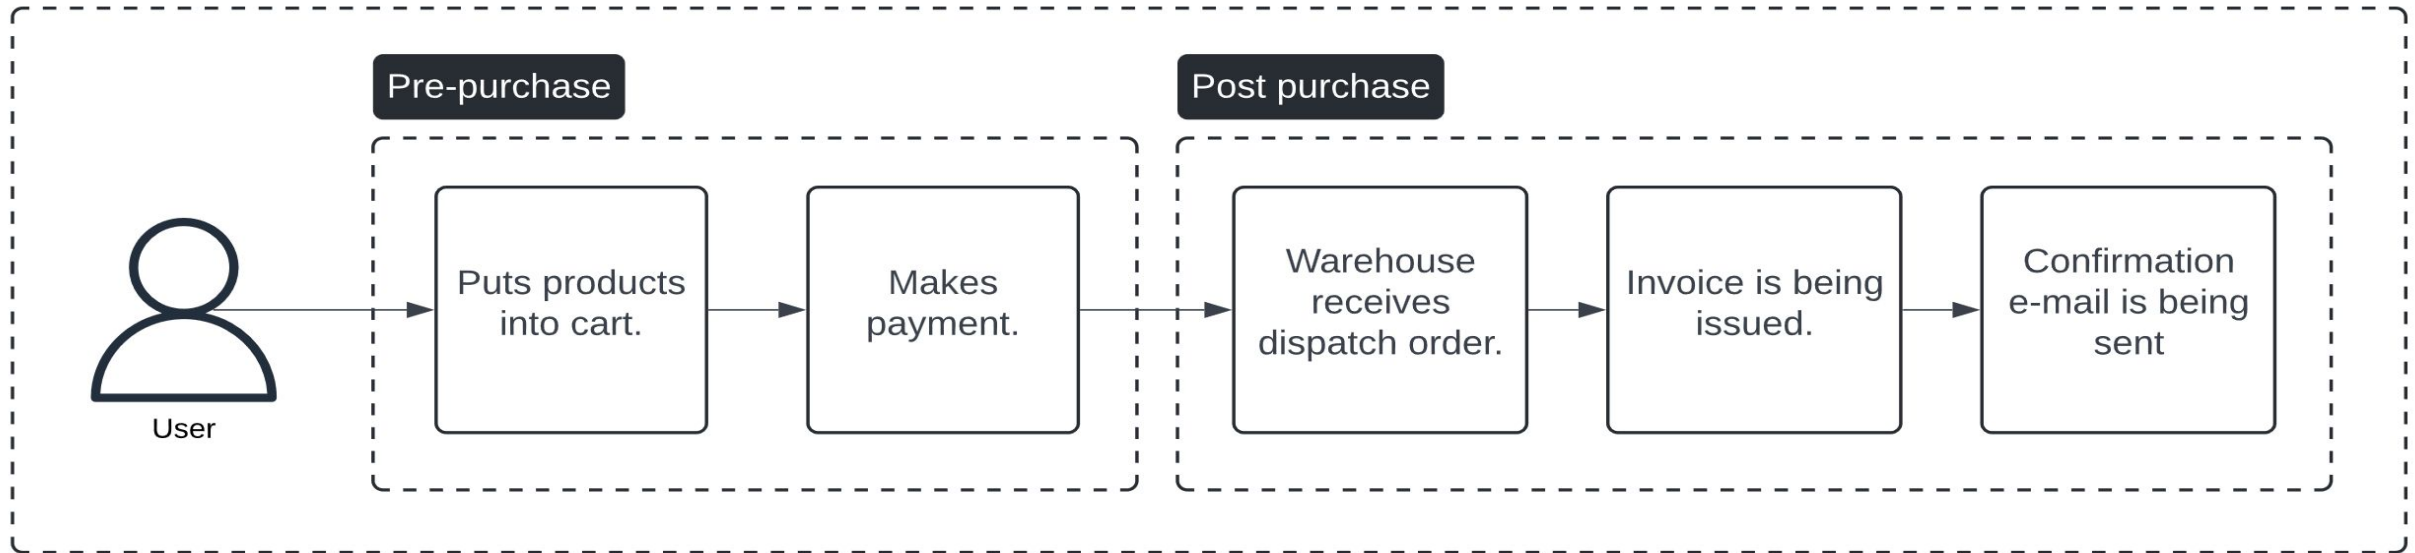 Pre-purchase
Post purchase
Puts products
into cart.
Makes
payment.
Warehouse
receives
dispatch order.
Invoice is being
issued.
Confirmation
e-mail is being
sent
User